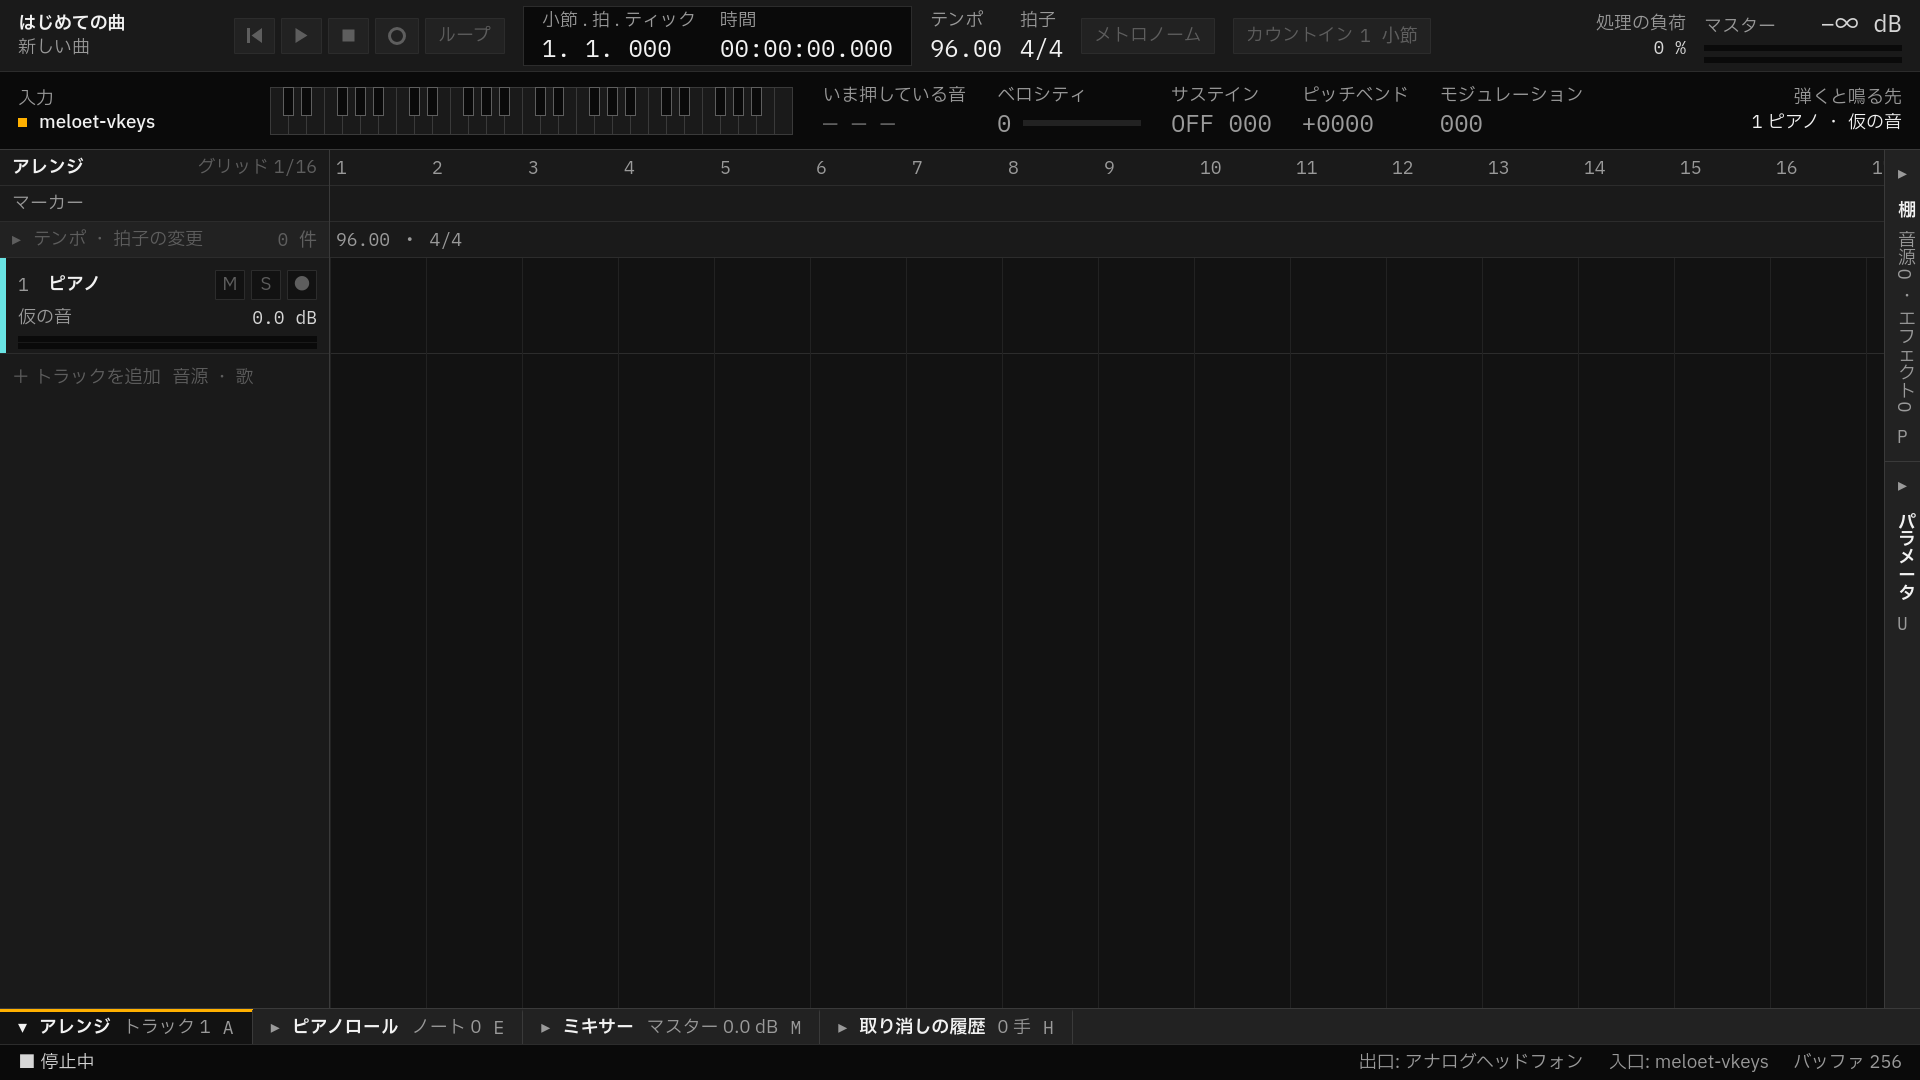 はじめての曲
新しい曲
ループ
小節 . 拍 . ティック 時間
1. 1. 000 00:00:00.000
テンポ 拍子
96.00 4/4
メトロノーム
カウントイン 1 小節
処理の負荷
0 %
マスター −∞ dB
入力
meloet-vkeys
いま押している音
— — —
ベロシティ
0
サステイン
OFF 000
ピッチベンド
+0000
モジュレーション
000
弾くと鳴る先
1 ピアノ · 仮の音
アレンジ グリッド 1/16
1 2 3 4 5 6 7 8 9 10 11 12 13 14 15 16 1
マーカー
▸ テンポ · 拍子の変更 0 件
96.00 · 4/4
1 ピアノ M S
仮の音 0.0 dB
＋ トラックを追加 音源 · 歌
▸ 棚 音源 0 · エフェクト 0 P
▸ パラメータ U
▾ アレンジ トラック 1 A
▸ ピアノロール ノート 0 E
▸ ミキサー マスター 0.0 dB M
▸ 取り消しの履歴 0 手 H
■ 停止中
出口: アナログヘッドフォン 入口: meloet-vkeys バッファ 256